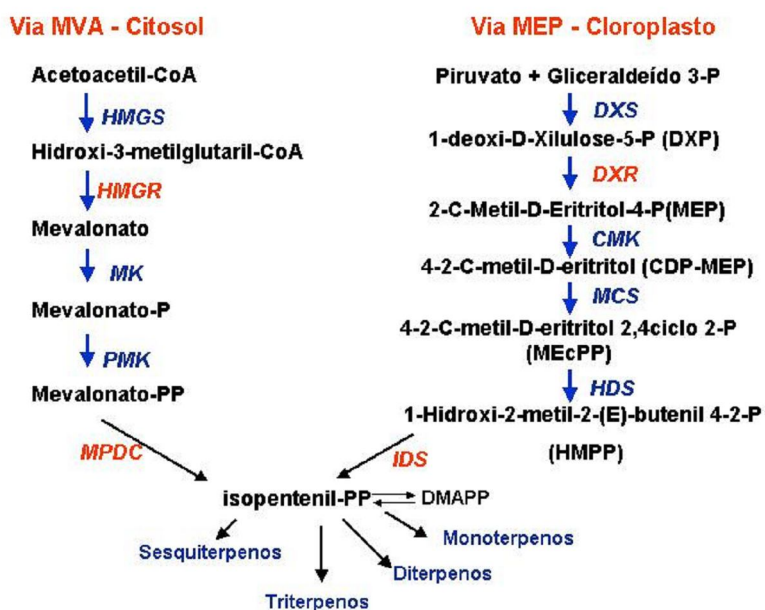 Via MVA - Citosol
Acetoacetil-CoA
HMGS
Hidroxi-3-metilglutaril-CoA
HMGR
Mevalonato
MK
Mevalonato-P
PMK
Mevalonato-PP
MPDC
Via MEP - Cloroplasto
Piruvato + Gliceraldeído 3-P
DXS
1-deoxi-D-Xilulose-5-P (DXP)
DXR
2-C-Metil-D-Eritritol-4-P(MEP)
CMK
4-2-C-metil-D-eritritol (CDP-MEP)
MCS
4-2-C-metil-D-eritritol 2,4ciclo 2-P
(MEcPP)
HDS
1-Hidroxi-2-metil-2-(E)-butenil 4-2-P
(HMPP)
IDS
isopentenil-PP DMAPP
Sesquiterpenos
Triterpenos
Diterpenos
Monoterpenos